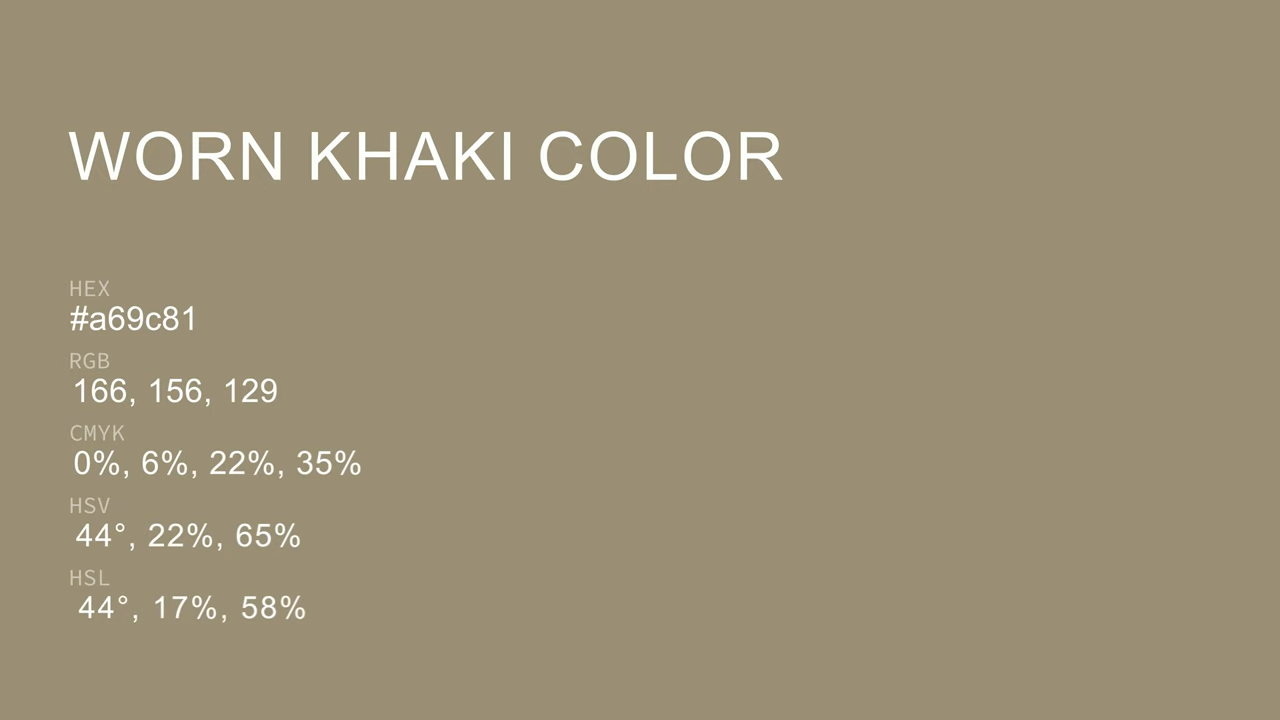 WORN KHAKI COLOR
HEX
#a69c81
RGB
166, 156, 129
CMYK
0%, 6%, 22%, 35%
HSV
44°, 22%, 65%
HSL
44°, 17%, 58%